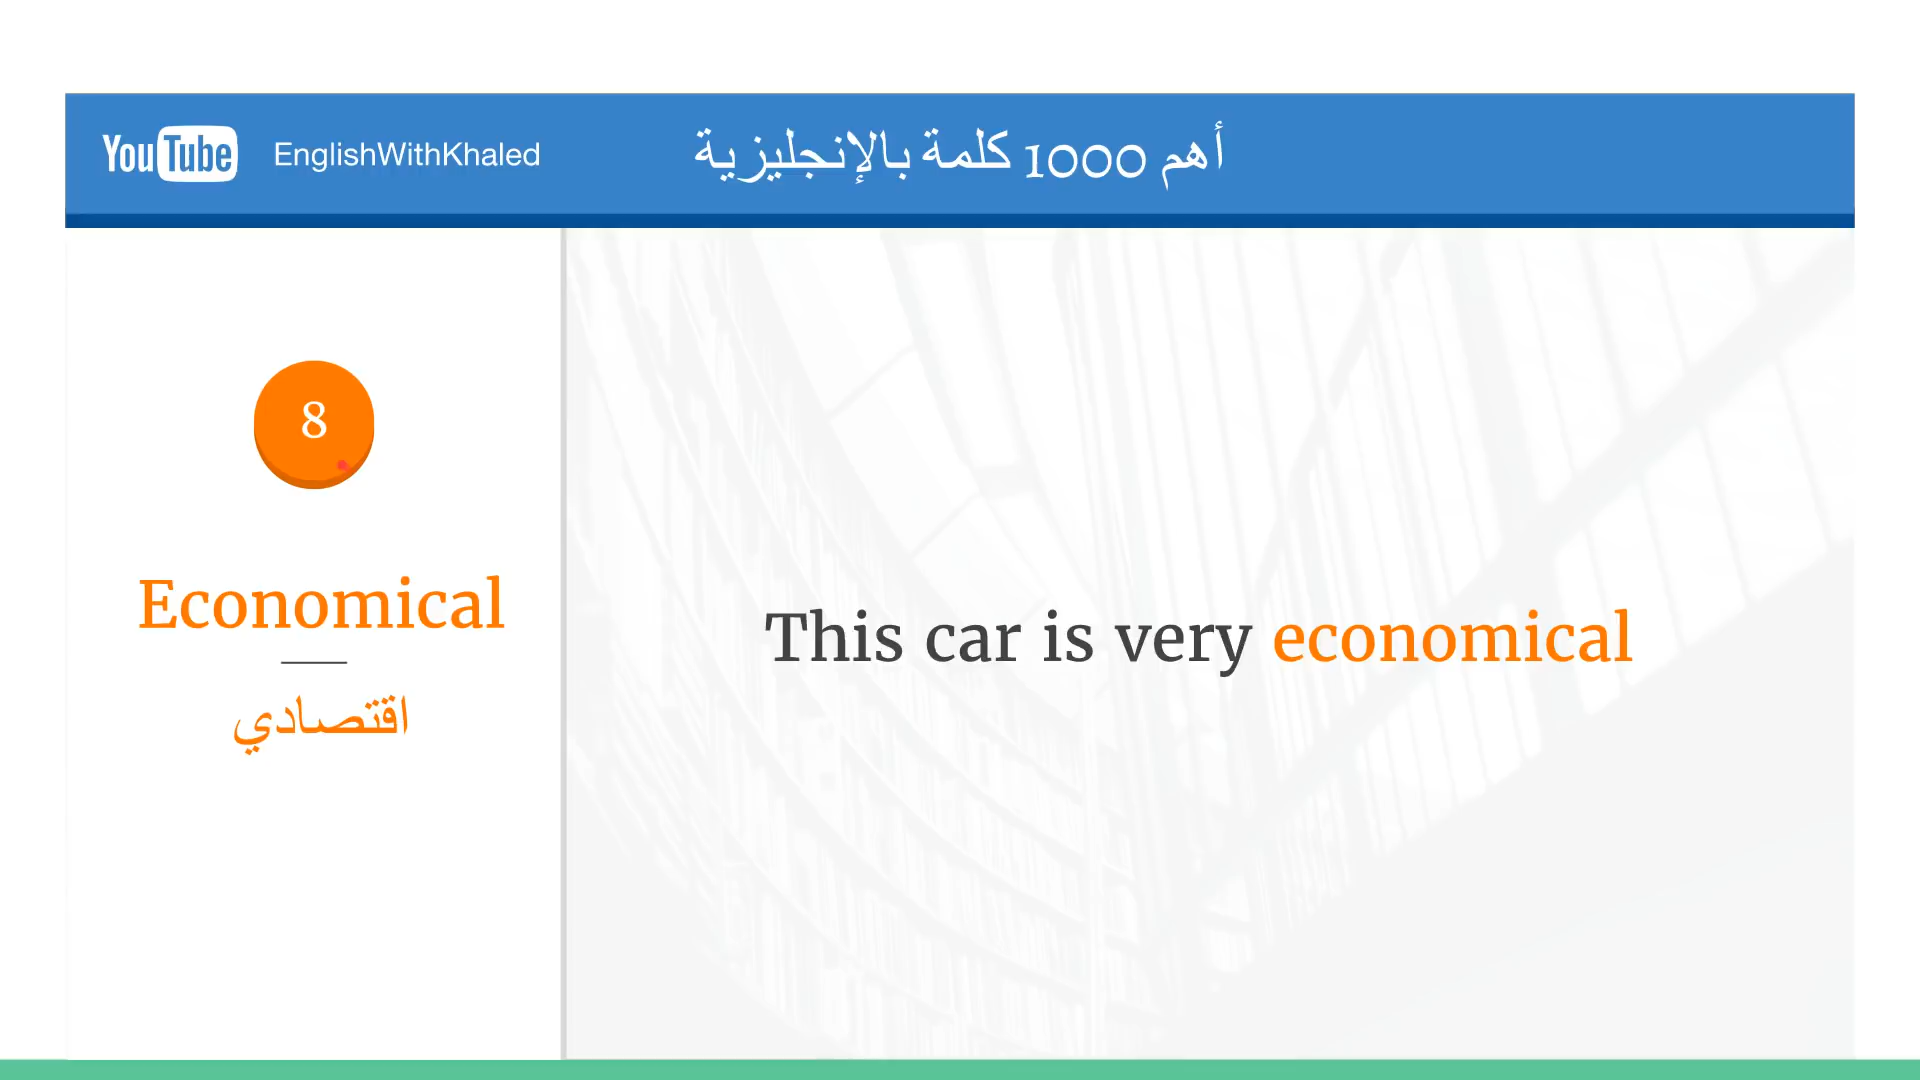 YouTube EnglishWithKhaled
أهم 1000 كلمة بالإنجليزية
8
Economical
اقتصادي
This car is very economical